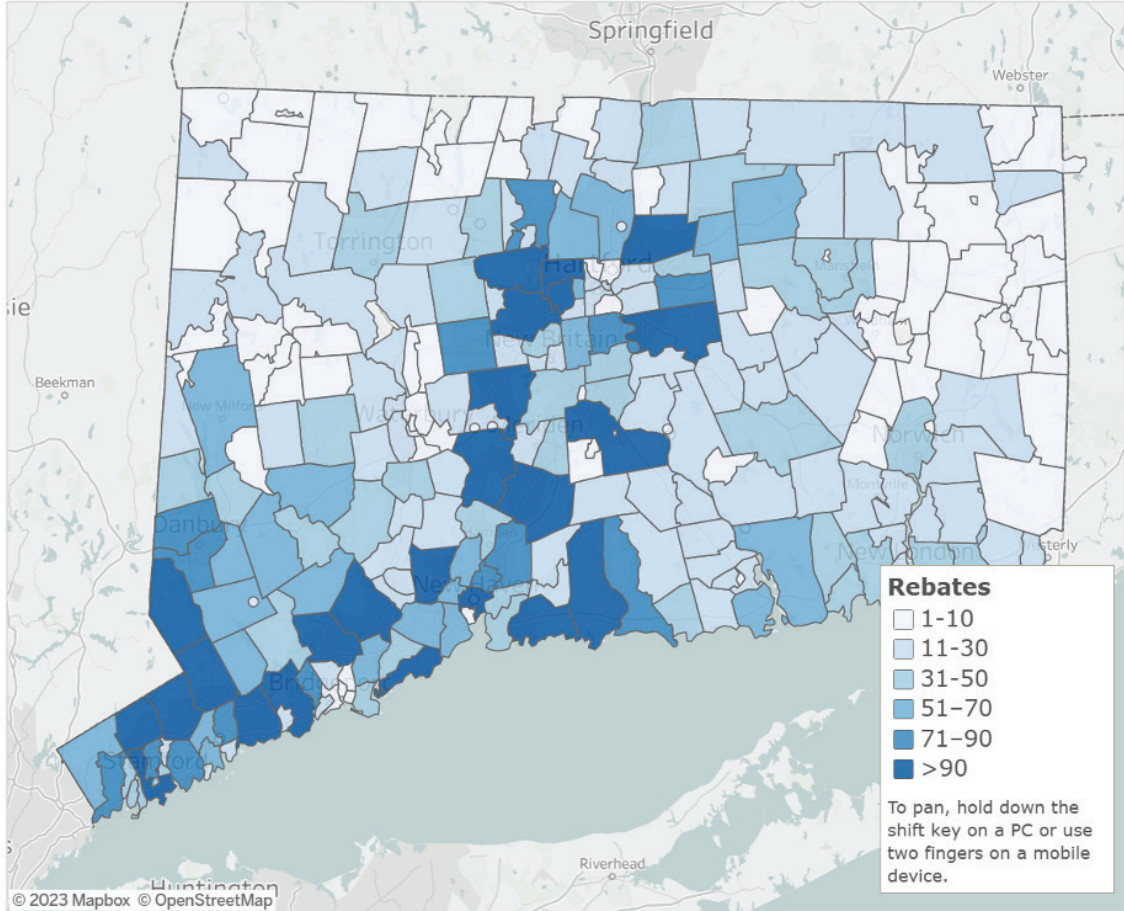 Springfield
Webster
Torrington
Hartford
Mansfield
sie
New Britain
Beekman
New Milford
Waterbury
Norwich
Montville
Danbury
New London
Westerly
New Haven
Rebates
1-10
11-30
31-50
51–70
71–90
>90
To pan, hold down the
shift key on a PC or use
two fingers on a mobile
device.
Bridgeport
Stamford
Riverhead
Huntington
© 2023 Mapbox © OpenStreetMap